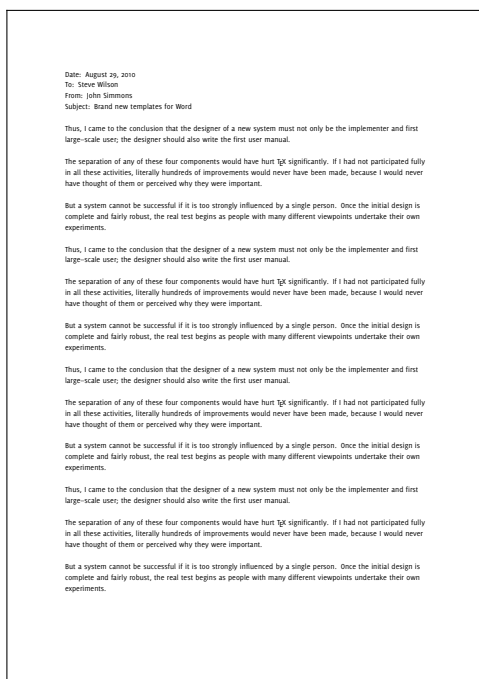 Date: August 29, 2010
To: Steve Wilson
From: John Simmons
Subject: Brand new templates for Word
Thus, I came to the conclusion that the designer of a new system must not only be the implementer and first
large-scale user; the designer should also write the first user manual.
The separation of any of these four components would have hurt TEX significantly. If I had not participated fully
in all these activities, literally hundreds of improvements would never have been made, because I would never
have thought of them or perceived why they were important.
But a system cannot be successful if it is too strongly influenced by a single person. Once the initial design is
complete and fairly robust, the real test begins as people with many different viewpoints undertake their own
experiments.
Thus, I came to the conclusion that the designer of a new system must not only be the implementer and first
large-scale user; the designer should also write the first user manual.
The separation of any of these four components would have hurt TEX significantly. If I had not participated fully
in all these activities, literally hundreds of improvements would never have been made, because I would never
have thought of them or perceived why they were important.
But a system cannot be successful if it is too strongly influenced by a single person. Once the initial design is
complete and fairly robust, the real test begins as people with many different viewpoints undertake their own
experiments.
Thus, I came to the conclusion that the designer of a new system must not only be the implementer and first
large-scale user; the designer should also write the first user manual.
The separation of any of these four components would have hurt TEX significantly. If I had not participated fully
in all these activities, literally hundreds of improvements would never have been made, because I would never
have thought of them or perceived why they were important.
But a system cannot be successful if it is too strongly influenced by a single person. Once the initial design is
complete and fairly robust, the real test begins as people with many different viewpoints undertake their own
experiments.
Thus, I came to the conclusion that the designer of a new system must not only be the implementer and first
large-scale user; the designer should also write the first user manual.
The separation of any of these four components would have hurt TEX significantly. If I had not participated fully
in all these activities, literally hundreds of improvements would never have been made, because I would never
have thought of them or perceived why they were important.
But a system cannot be successful if it is too strongly influenced by a single person. Once the initial design is
complete and fairly robust, the real test begins as people with many different viewpoints undertake their own
experiments.